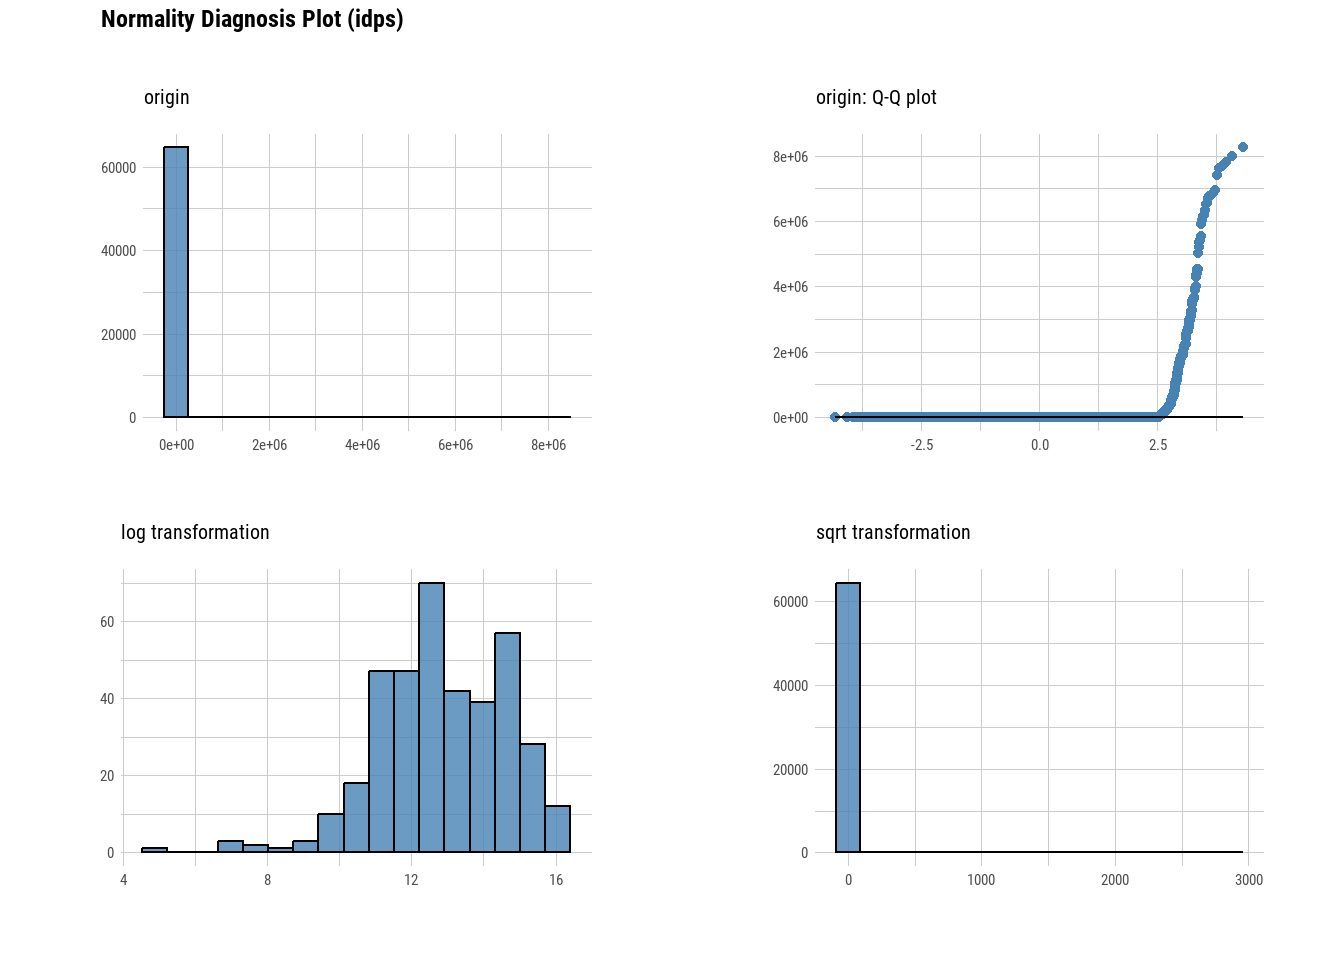 Normality Diagnosis Plot (idps)
origin
60000
40000
20000
0
0e+00 2e+06 4e+06 6e+06 8e+06
origin: Q-Q plot
8e+06
6e+06
4e+06
2e+06
0e+00
-2.5 0.0 2.5
log transformation
60
40
20
0
4 8 12 16
sqrt transformation
60000
40000
20000
0
0 1000 2000 3000